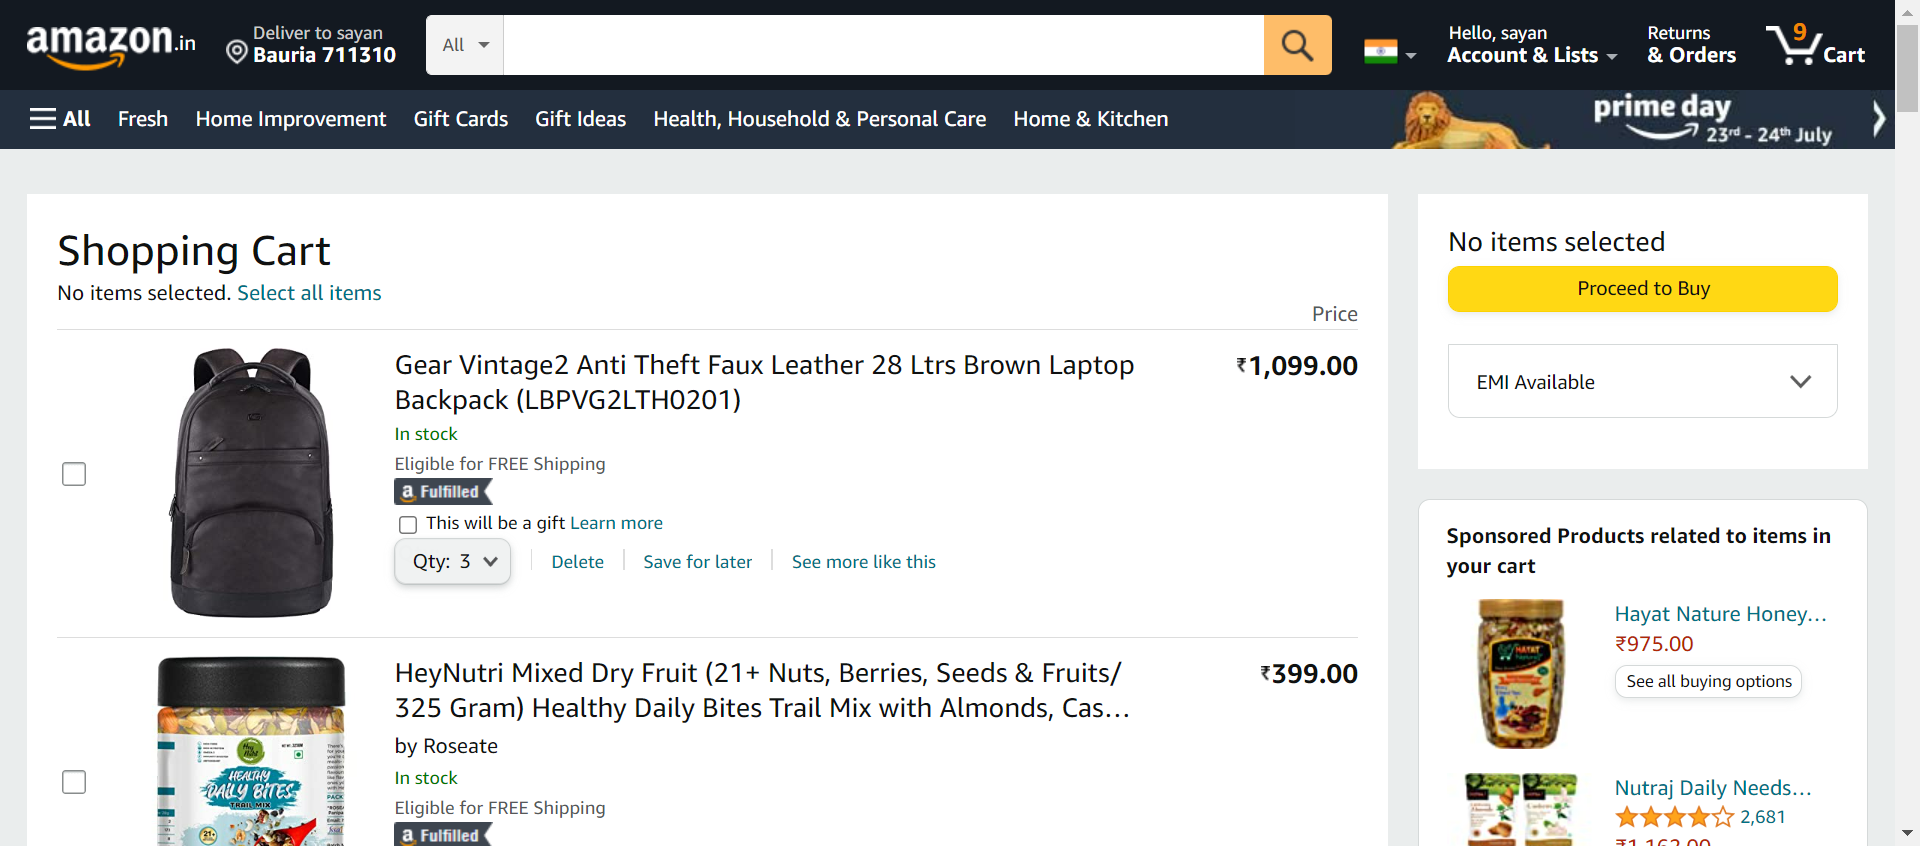 amazon.in
Deliver to sayan
Bauria 711310
All
Hello, sayan
Account & Lists
Returns
& Orders
9
Cart
All
Fresh
Home Improvement
Gift Cards
Gift Ideas
Health, Household & Personal Care
Home & Kitchen
prime day
23rd - 24th July
Shopping Cart
No items selected. Select all items
Price
Gear Vintage2 Anti Theft Faux Leather 28 Ltrs Brown Laptop
Backpack (LBPVG2LTH0201)
₹1,099.00
In stock
Eligible for FREE Shipping
a Fulfilled
This will be a gift Learn more
Qty: 3
Delete
Save for later
See more like this
HeyNutri Mixed Dry Fruit (21+ Nuts, Berries, Seeds & Fruits/
325 Gram) Healthy Daily Bites Trail Mix with Almonds, Cas…
₹399.00
by Roseate
In stock
Eligible for FREE Shipping
a Fulfilled
HEALTHY
DAILY BITES
TRAIL MIX
21+
No items selected
Proceed to Buy
EMI Available
Sponsored Products related to items in
your cart
HAYAT
Hayat Nature Honey…
₹975.00
See all buying options
Nutraj Daily Needs…
2,681
₹1,162.00